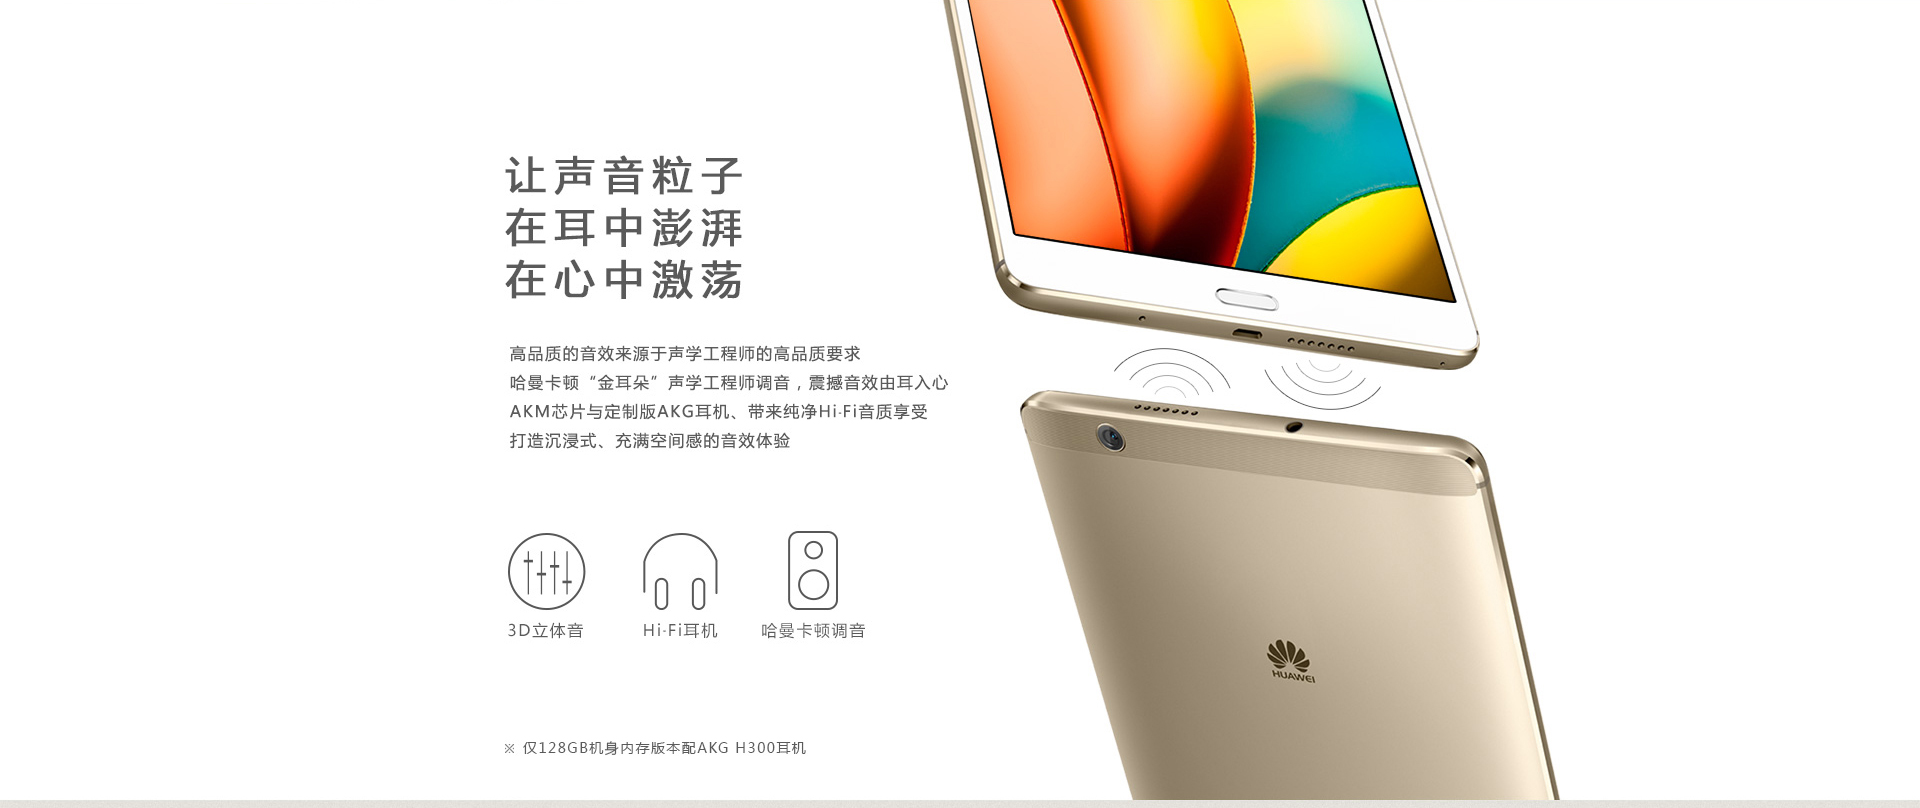 让声音粒子
在耳中澎湃
在心中激荡
高品质的音效来源于声学工程师的高品质要求
哈曼卡顿“金耳朵”声学工程师调音，震撼音效由耳入心
AKM芯片与定制版AKG耳机、带来纯净Hi-Fi音质享受
打造沉浸式、充满空间感的音效体验
3D立体音
Hi-Fi耳机
哈曼卡顿调音
※ 仅128GB机身内存版本配AKG H300耳机
HUAWEI